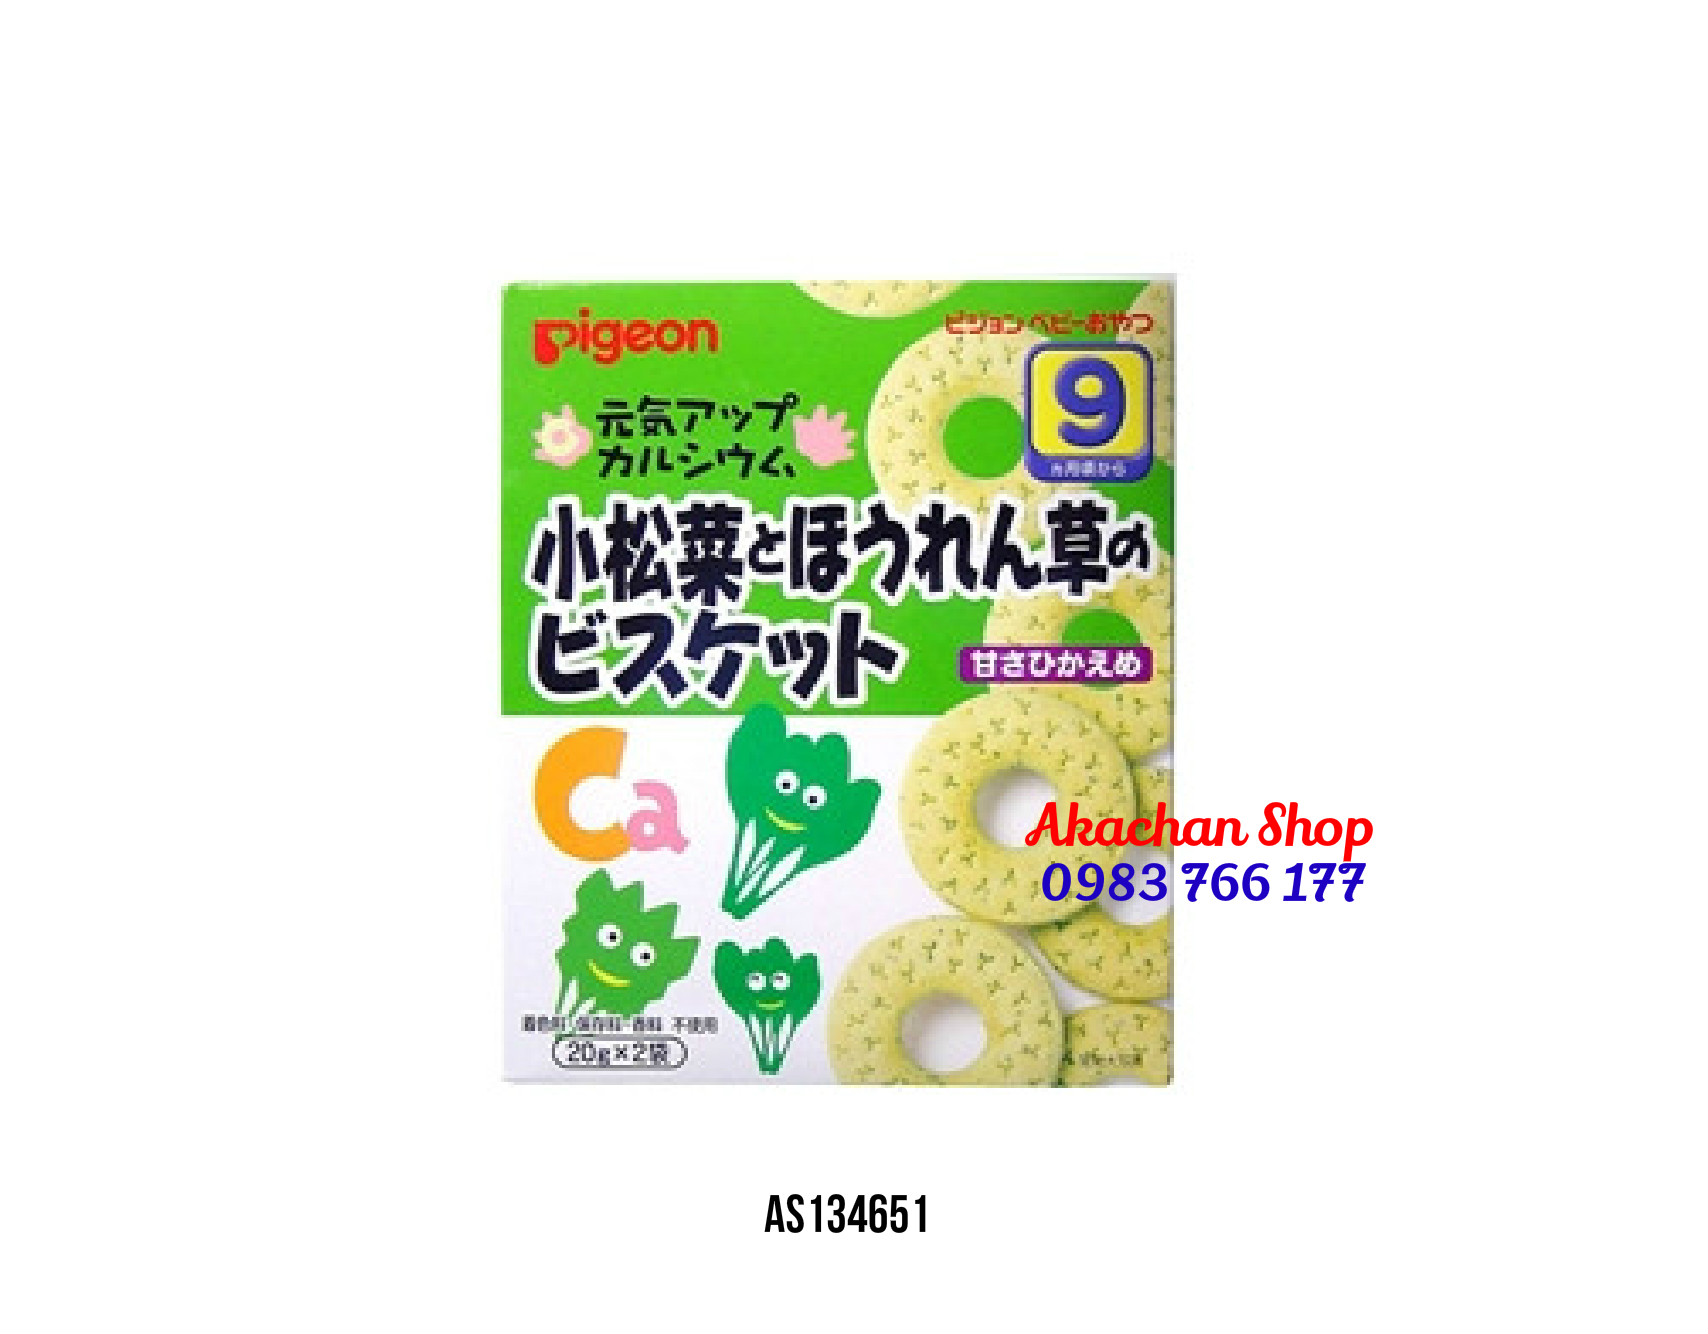 pigeon
ピジョン ベビーおやつ
9
ヵ月頃から
元気アップ
カルシウム
小松菜とほうれん草の
ビスケット
甘さひかえめ
Ca
Akachan Shop
0983 766 177
着色料 保存料 香料 不使用
20g×2袋
AS134651